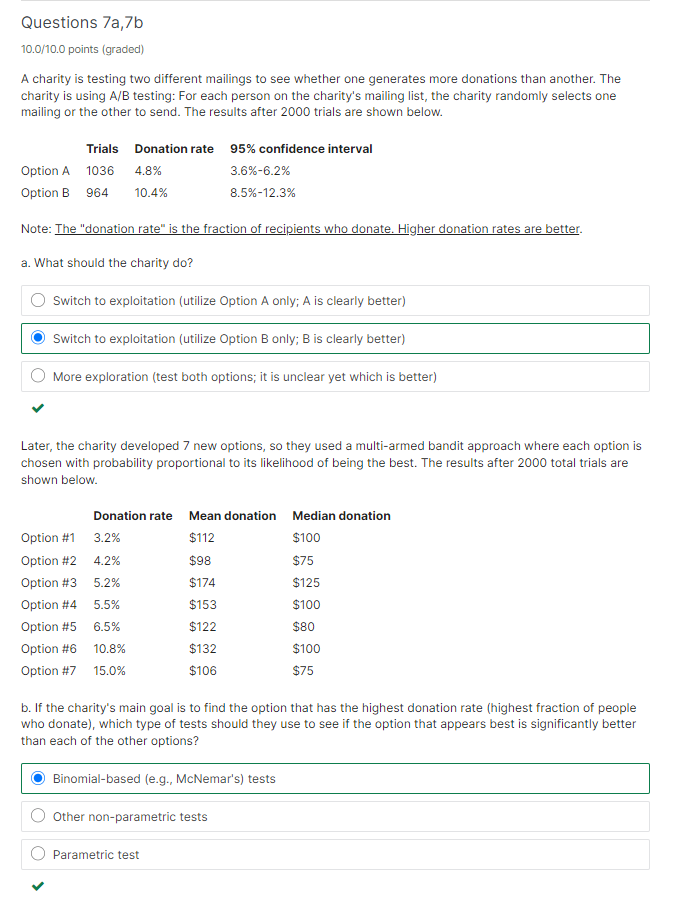 Questions 7a,7b
10.0/10.0 points (graded)
A charity is testing two different mailings to see whether one generates more donations than another. The
charity is using A/B testing: For each person on the charity's mailing list, the charity randomly selects one
mailing or the other to send. The results after 2000 trials are shown below.
Trials Donation rate 95% confidence interval
Option A 1036 4.8% 3.6%-6.2%
Option B 964 10.4% 8.5%-12.3%
Note: The "donation rate" is the fraction of recipients who donate. Higher donation rates are better.
a. What should the charity do?
Switch to exploitation (utilize Option A only; A is clearly better)
Switch to exploitation (utilize Option B only; B is clearly better)
More exploration (test both options; it is unclear yet which is better)
Later, the charity developed 7 new options, so they used a multi-armed bandit approach where each option is
chosen with probability proportional to its likelihood of being the best. The results after 2000 total trials are
shown below.
Donation rate Mean donation Median donation
Option #1 3.2% $112 $100
Option #2 4.2% $98 $75
Option #3 5.2% $174 $125
Option #4 5.5% $153 $100
Option #5 6.5% $122 $80
Option #6 10.8% $132 $100
Option #7 15.0% $106 $75
b. If the charity's main goal is to find the option that has the highest donation rate (highest fraction of people
who donate), which type of tests should they use to see if the option that appears best is significantly better
than each of the other options?
Binomial-based (e.g., McNemar's) tests
Other non-parametric tests
Parametric test